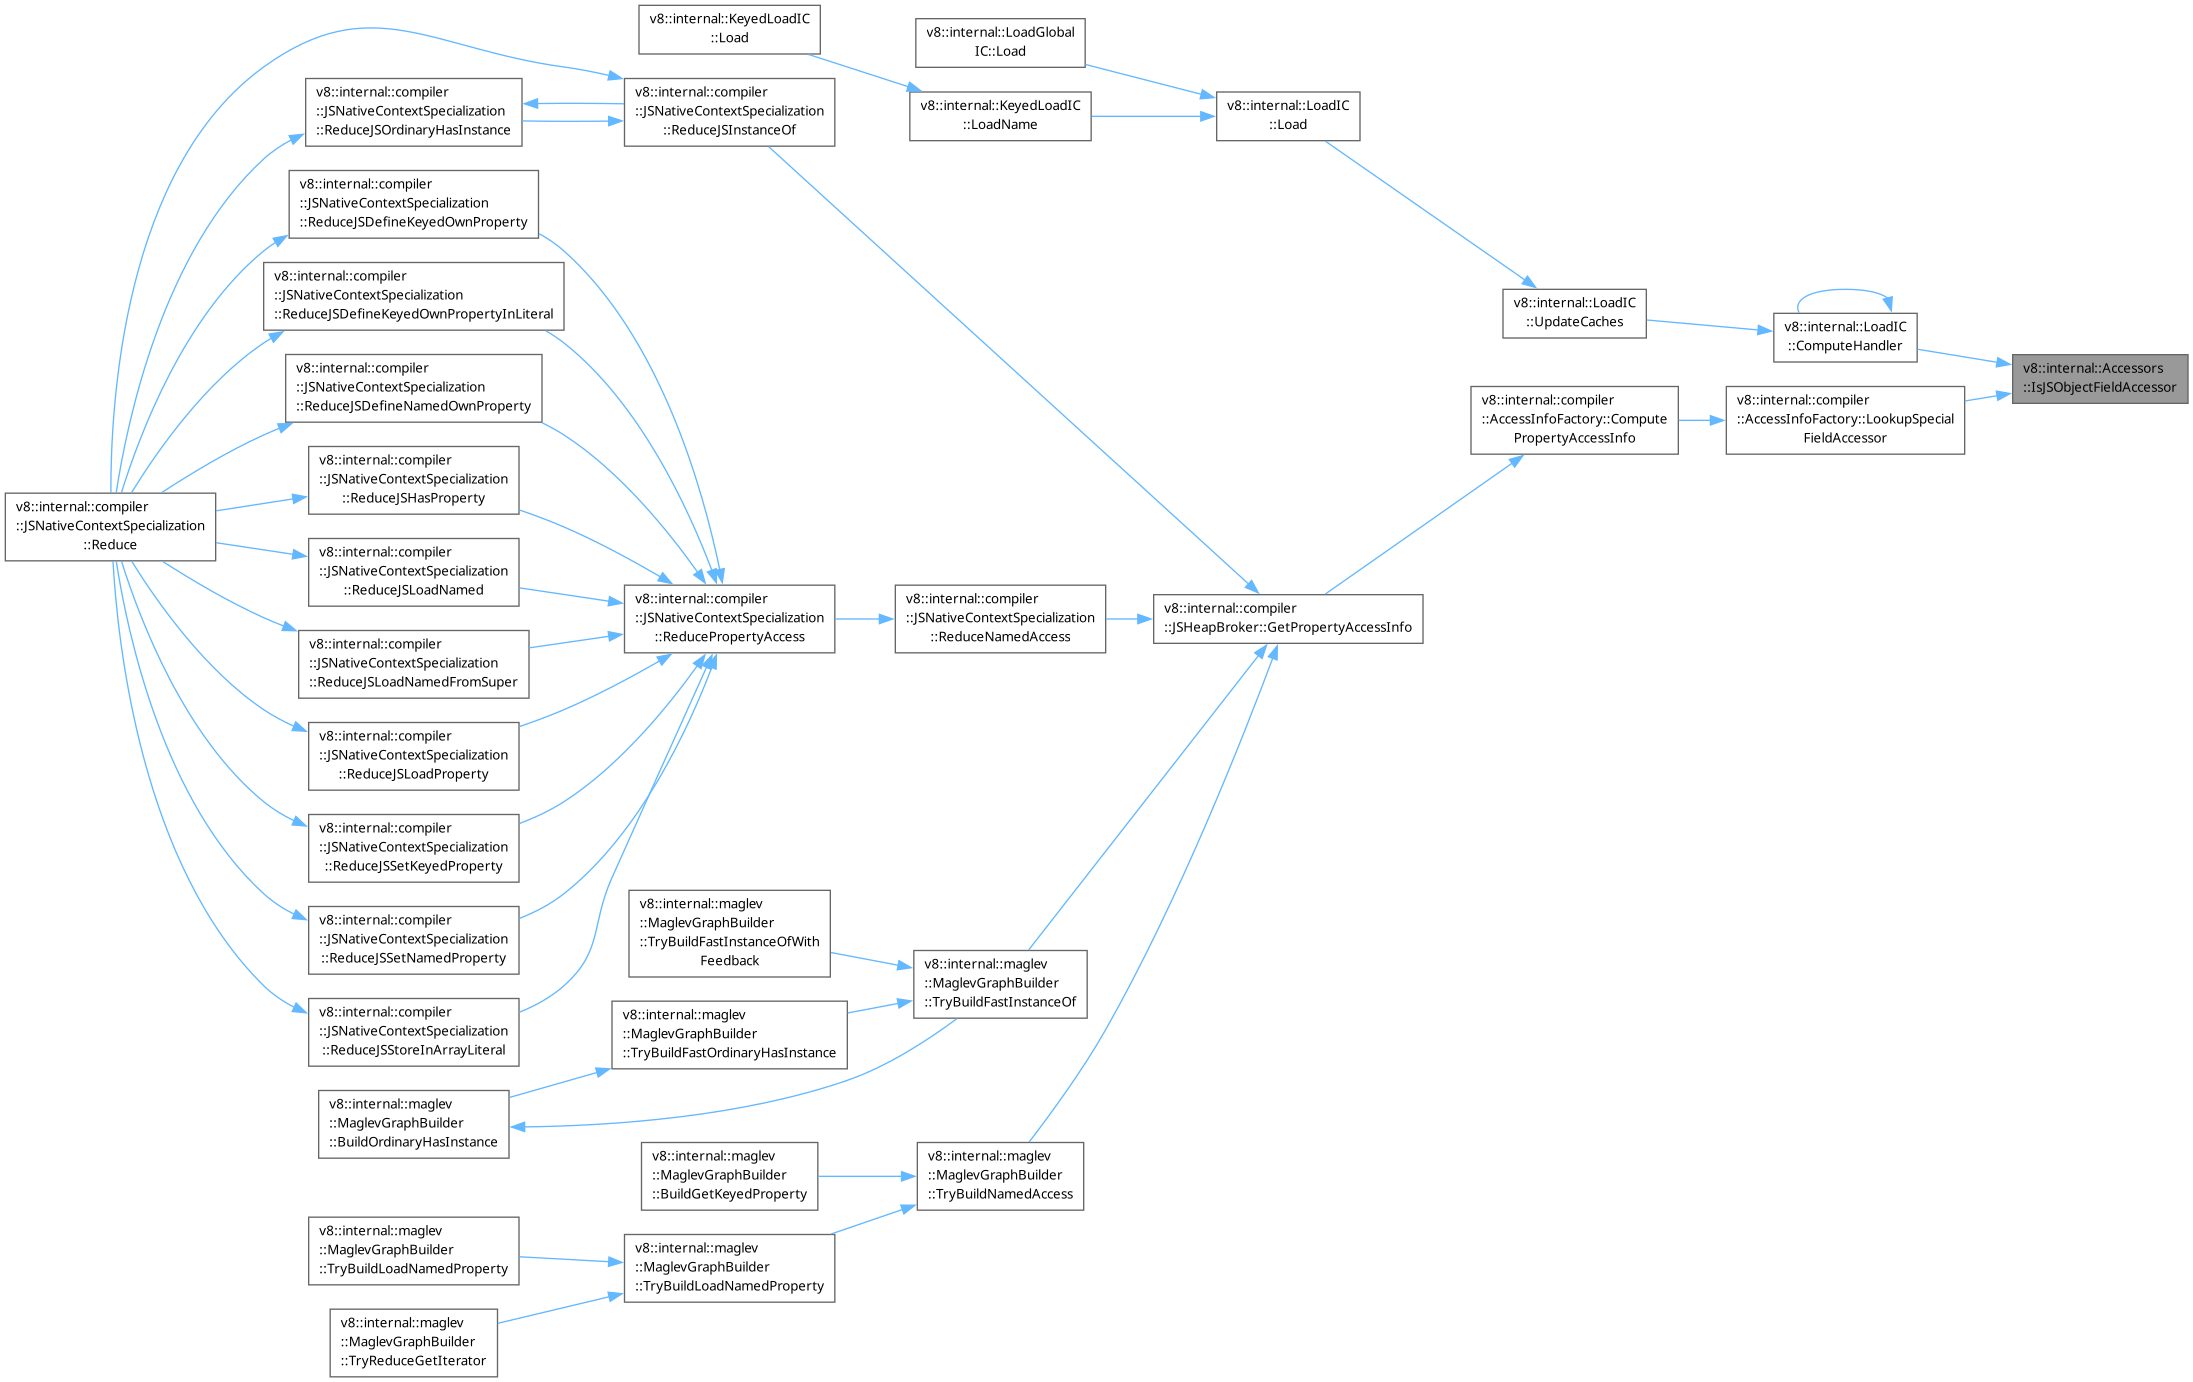 v8::internal::KeyedLoadIC
::Load
v8::internal::LoadGlobal
IC::Load
v8::internal::compiler
::JSNativeContextSpecialization
::ReduceJSOrdinaryHasInstance
v8::internal::compiler
::JSNativeContextSpecialization
::ReduceJSInstanceOf
v8::internal::KeyedLoadIC
::LoadName
v8::internal::LoadIC
::Load
v8::internal::compiler
::JSNativeContextSpecialization
::ReduceJSDefineKeyedOwnProperty
v8::internal::compiler
::JSNativeContextSpecialization
::ReduceJSDefineKeyedOwnPropertyInLiteral
v8::internal::LoadIC
::UpdateCaches
v8::internal::LoadIC
::ComputeHandler
v8::internal::Accessors
::IsJSObjectFieldAccessor
v8::internal::compiler
::JSNativeContextSpecialization
::ReduceJSDefineNamedOwnProperty
v8::internal::compiler
::AccessInfoFactory::Compute
PropertyAccessInfo
v8::internal::compiler
::AccessInfoFactory::LookupSpecial
FieldAccessor
v8::internal::compiler
::JSNativeContextSpecialization
::ReduceJSHasProperty
v8::internal::compiler
::JSNativeContextSpecialization
::Reduce
v8::internal::compiler
::JSNativeContextSpecialization
::ReduceJSLoadNamed
v8::internal::compiler
::JSNativeContextSpecialization
::ReducePropertyAccess
v8::internal::compiler
::JSNativeContextSpecialization
::ReduceNamedAccess
v8::internal::compiler
::JSHeapBroker::GetPropertyAccessInfo
v8::internal::compiler
::JSNativeContextSpecialization
::ReduceJSLoadNamedFromSuper
v8::internal::compiler
::JSNativeContextSpecialization
::ReduceJSLoadProperty
v8::internal::compiler
::JSNativeContextSpecialization
::ReduceJSSetKeyedProperty
v8::internal::compiler
::JSNativeContextSpecialization
::ReduceJSSetNamedProperty
v8::internal::maglev
::MaglevGraphBuilder
::TryBuildFastInstanceOfWith
Feedback
v8::internal::maglev
::MaglevGraphBuilder
::TryBuildFastInstanceOf
v8::internal::compiler
::JSNativeContextSpecialization
::ReduceJSStoreInArrayLiteral
v8::internal::maglev
::MaglevGraphBuilder
::TryBuildFastOrdinaryHasInstance
v8::internal::maglev
::MaglevGraphBuilder
::BuildOrdinaryHasInstance
v8::internal::maglev
::MaglevGraphBuilder
::BuildGetKeyedProperty
v8::internal::maglev
::MaglevGraphBuilder
::TryBuildNamedAccess
v8::internal::maglev
::MaglevGraphBuilder
::TryBuildLoadNamedProperty
v8::internal::maglev
::MaglevGraphBuilder
::TryBuildLoadNamedProperty
v8::internal::maglev
::MaglevGraphBuilder
::TryReduceGetIterator